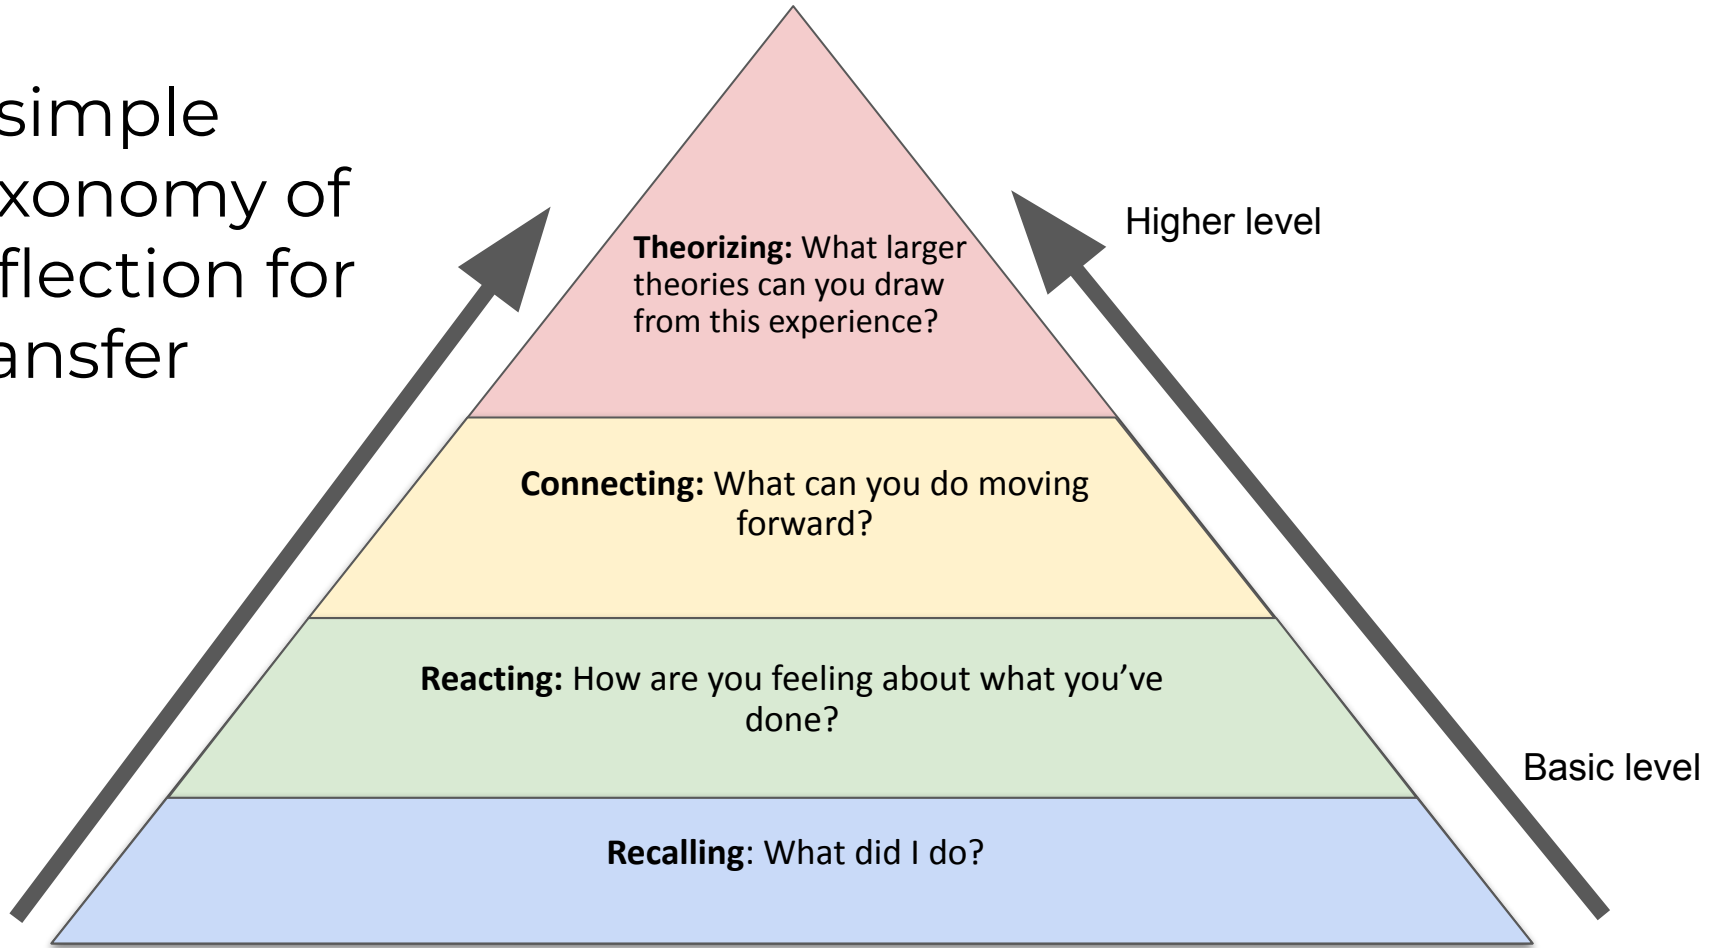 simple
xonomy of
flection for
ansfer
Higher level
Theorizing: What larger
theories can you draw
from this experience?
Connecting: What can you do moving
forward?
Reacting: How are you feeling about what you’ve
done?
Basic level
Recalling: What did I do?